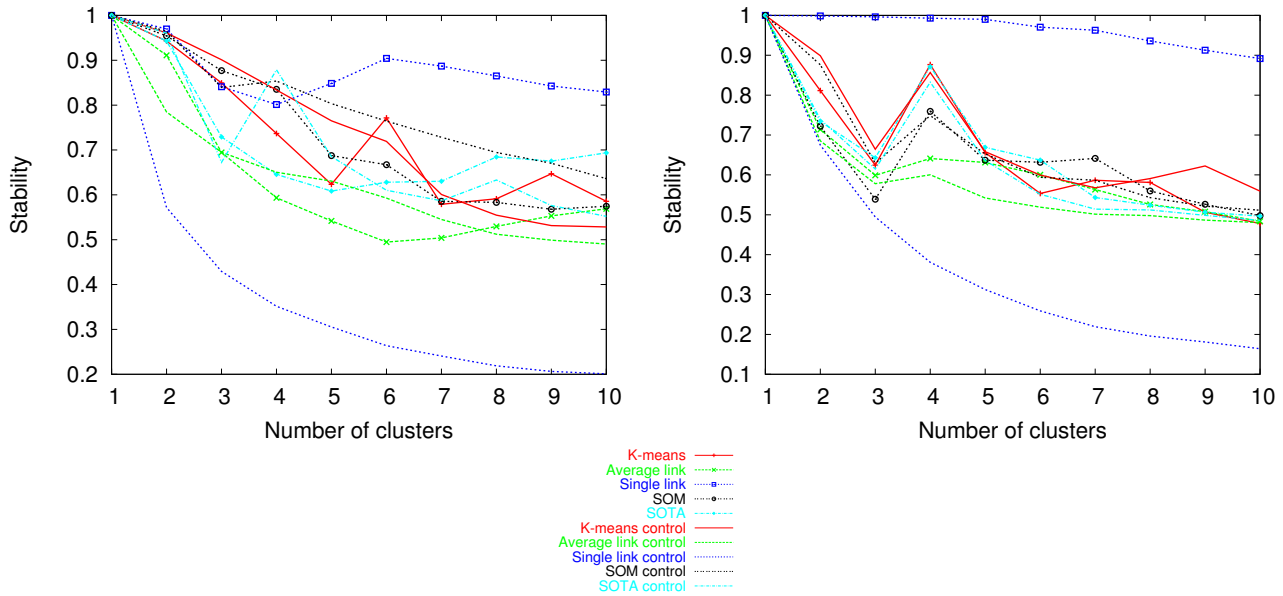 1
0.9
0.8
0.7
0.6
0.5
0.4
0.3
0.2
Stability
1 2 3 4 5 6 7 8 9 10
Number of clusters
1
0.9
0.8
0.7
0.6
0.5
0.4
0.3
0.2
0.1
Stability
1 2 3 4 5 6 7 8 9 10
Number of clusters
K-means
Average link
Single link
SOM
SOTA
K-means control
Average link control
Single link control
SOM control
SOTA control